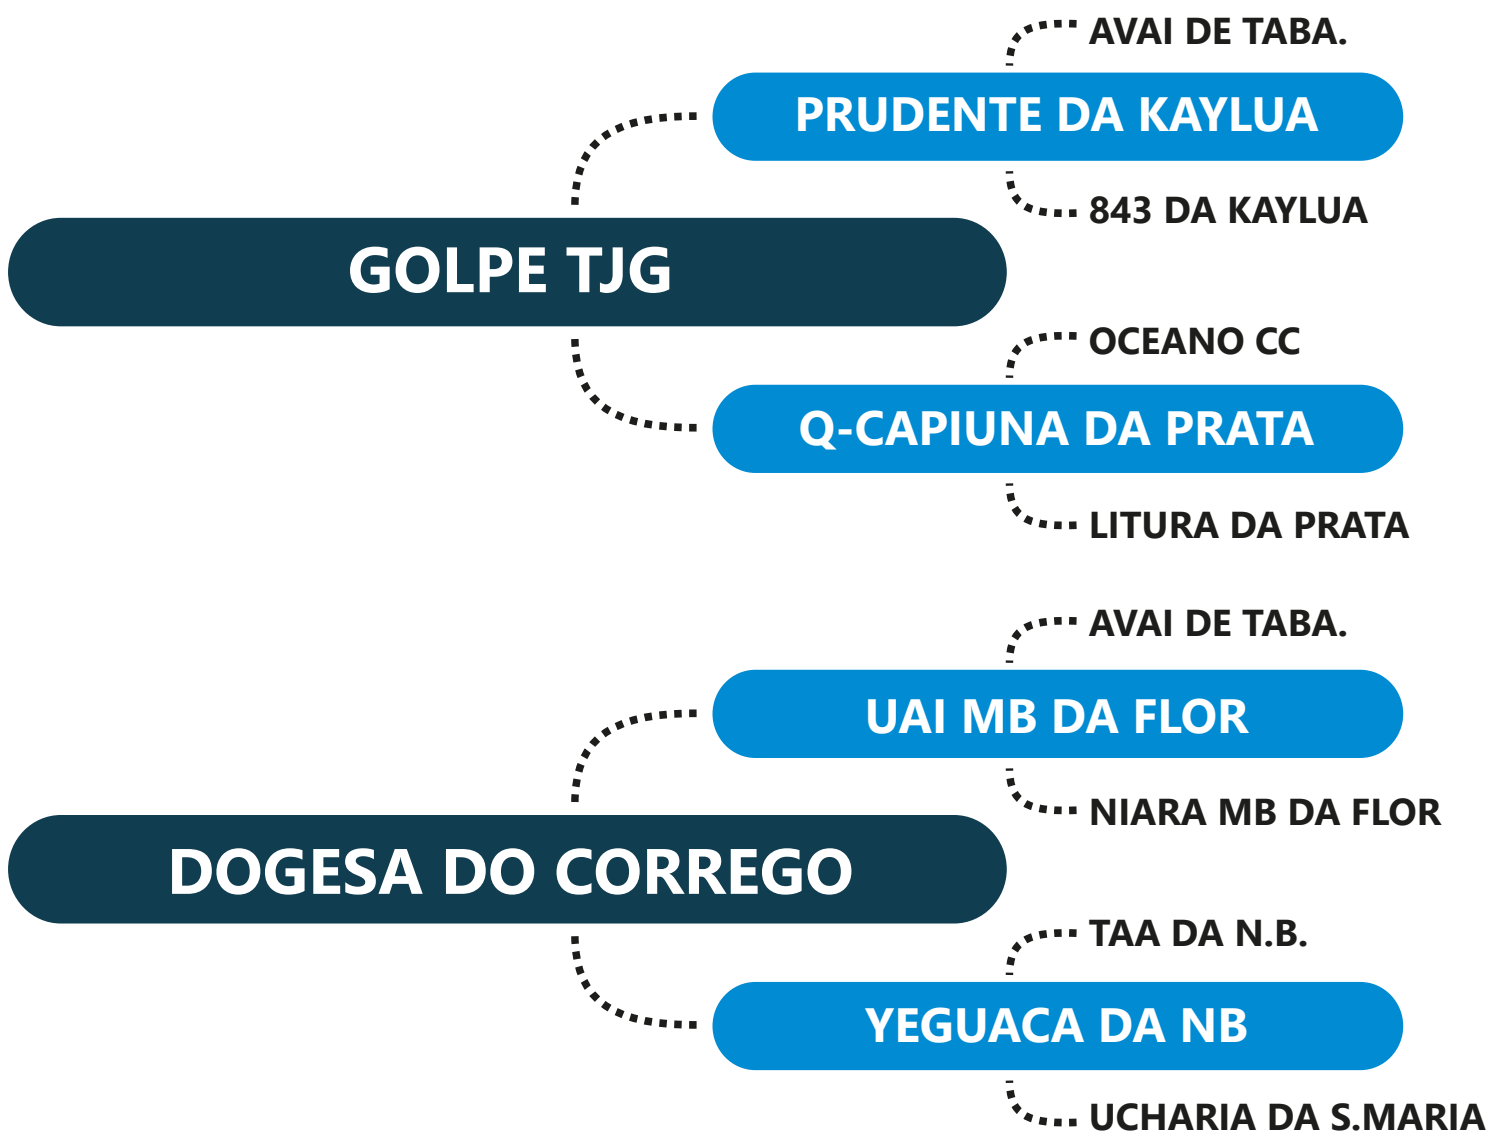 AVAI DE TABA.
PRUDENTE DA KAYLUA
843 DA KAYLUA
GOLPE TJG
OCEANO CC
Q-CAPIUNA DA PRATA
LITURA DA PRATA
AVAI DE TABA.
UAI MB DA FLOR
NIARA MB DA FLOR
DOGESA DO CORREGO
TAA DA N.B.
YEGUACA DA NB
UCHARIA DA S.MARIA